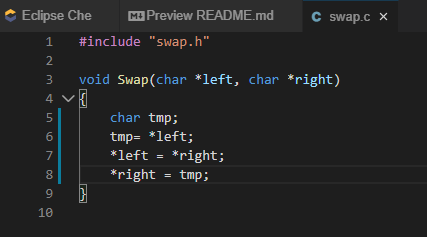 Eclipse Che
Preview README.md
C swap.c ×
1 #include "swap.h"
2
3 void Swap(char *left, char *right)
4 {
5     char tmp;
6     tmp= *left;
7     *left = *right;
8     *right = tmp;
9 }
10